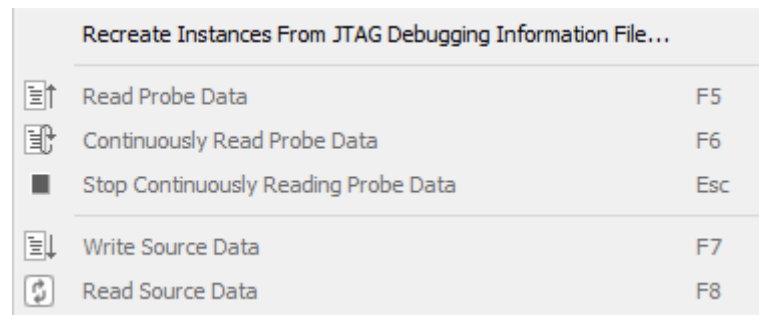 Recreate Instances From JTAG Debugging Information File...
Read Probe Data F5
Continuously Read Probe Data F6
Stop Continuously Reading Probe Data Esc
Write Source Data F7
Read Source Data F8